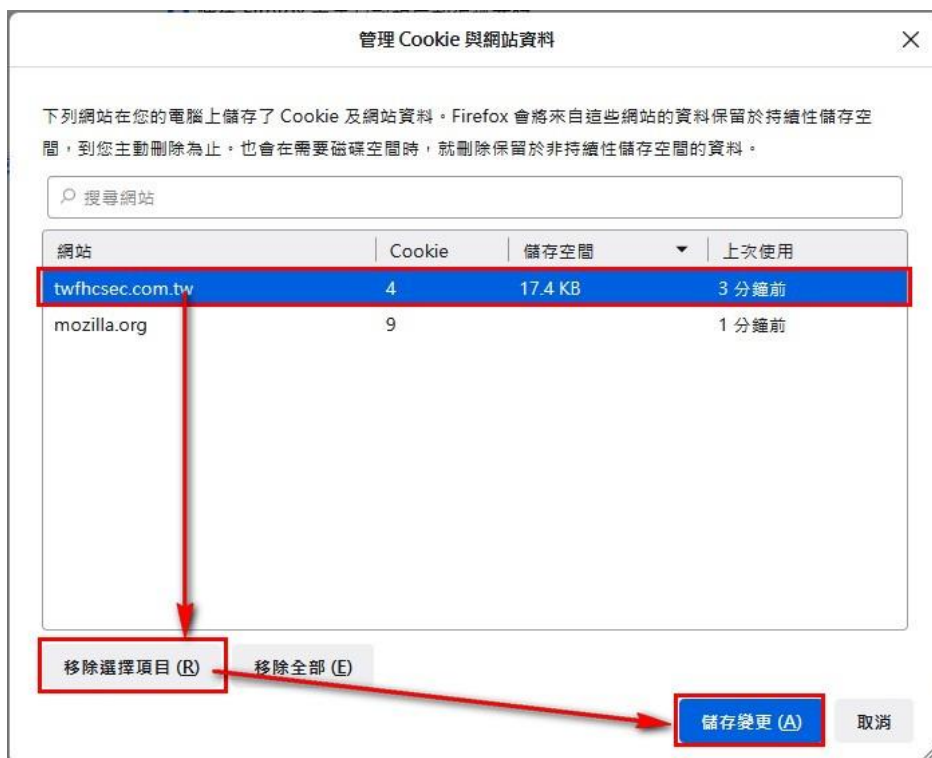 管理 Cookie 與網站資料
下列網站在您的電腦上儲存了 Cookie 及網站資料。Firefox 會將來自這些網站的資料保留於持續性儲存空
間,到您主動刪除為止。也會在需要磁碟空間時,就刪除保留於非持續性儲存空間的資料。
搜尋網站
網站 Cookie 儲存空間 上次使用
twfhcsec.com.tw 4 17.4 KB 3 分鐘前
mozilla.org 9 1 分鐘前
移除選擇項目 (R) 移除全部 (E)
儲存變更 (A) 取消